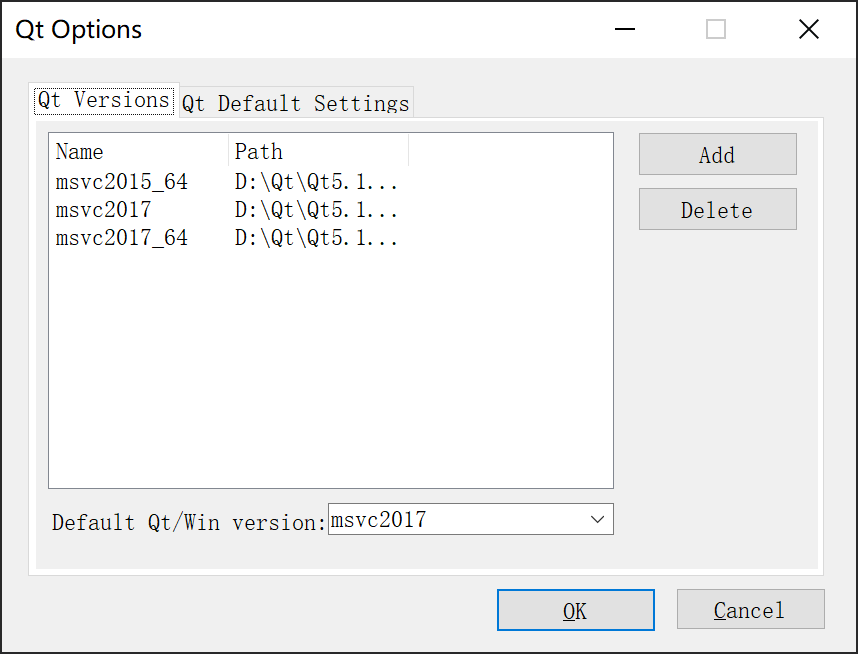 Qt Options
Qt Versions Qt Default Settings
Name Path
msvc2015_64 D:\Qt\Qt5.1...
msvc2017 D:\Qt\Qt5.1...
msvc2017_64 D:\Qt\Qt5.1...
Add
Delete
Default Qt/Win version: msvc2017
OK Cancel